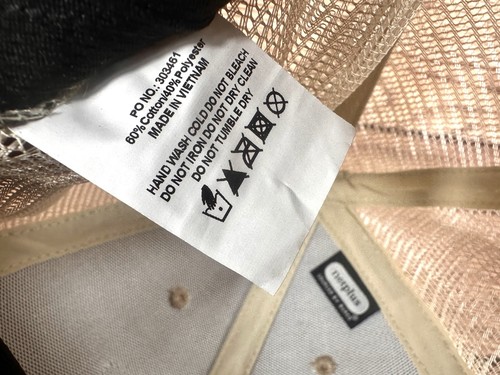 PO NO.: 303461
60%Cotton/40% Polyester
MADE IN VIETNAM
HAND WASH COLD DO NOT BLEACH
DO NOT IRON DO NOT DRY CLEAN
DO NOT TUMBLE DRY
netplus